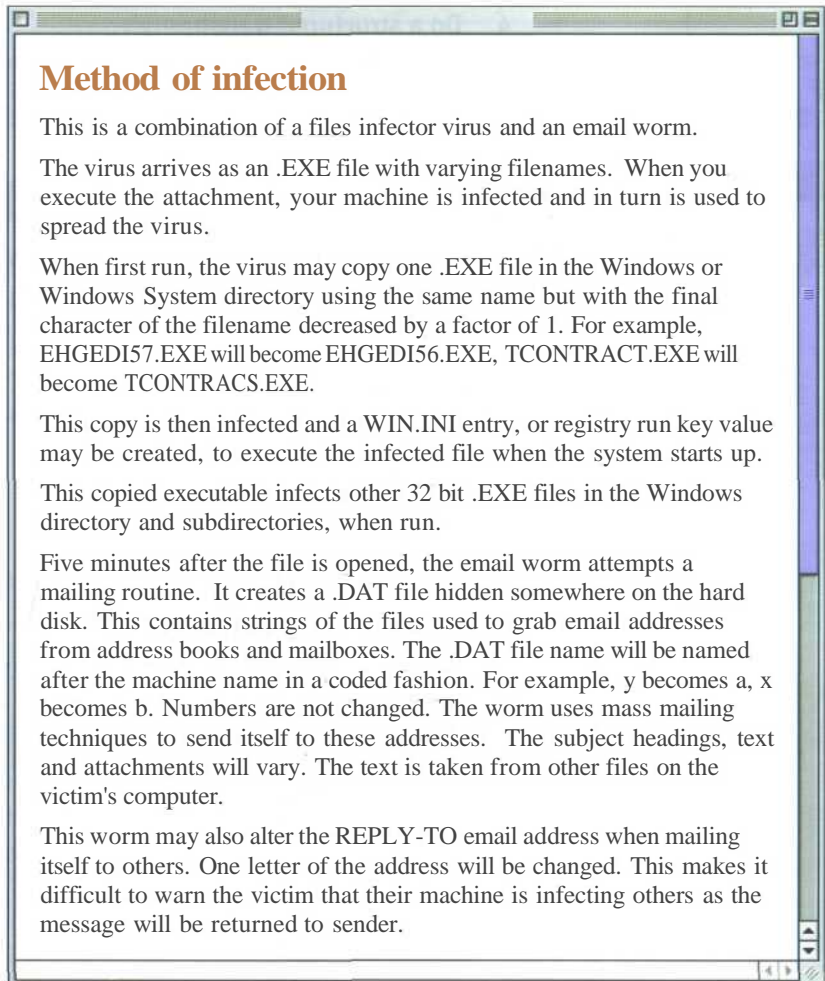 Method of infection
This is a combination of a files infector virus and an email worm.
The virus arrives as an .EXE file with varying filenames. When you
execute the attachment, your machine is infected and in turn is used to
spread the virus.
When first run, the virus may copy one .EXE file in the Windows or
Windows System directory using the same name but with the final
character of the filename decreased by a factor of 1. For example,
EHGEDI57.EXE will become EHGEDI56.EXE, TCONTRACT.EXE will
become TCONTRACS.EXE.
This copy is then infected and a WIN.INI entry, or registry run key value
may be created, to execute the infected file when the system starts up.
This copied executable infects other 32 bit .EXE files in the Windows
directory and subdirectories, when run.
Five minutes after the file is opened, the email worm attempts a
mailing routine. It creates a .DAT file hidden somewhere on the hard
disk. This contains strings of the files used to grab email addresses
from address books and mailboxes. The .DAT file name will be named
after the machine name in a coded fashion. For example, y becomes a, x
becomes b. Numbers are not changed. The worm uses mass mailing
techniques to send itself to these addresses. The subject headings, text
and attachments will vary. The text is taken from other files on the
victim's computer.
This worm may also alter the REPLY-TO email address when mailing
itself to others. One letter of the address will be changed. This makes it
difficult to warn the victim that their machine is infecting others as the
message will be returned to sender.